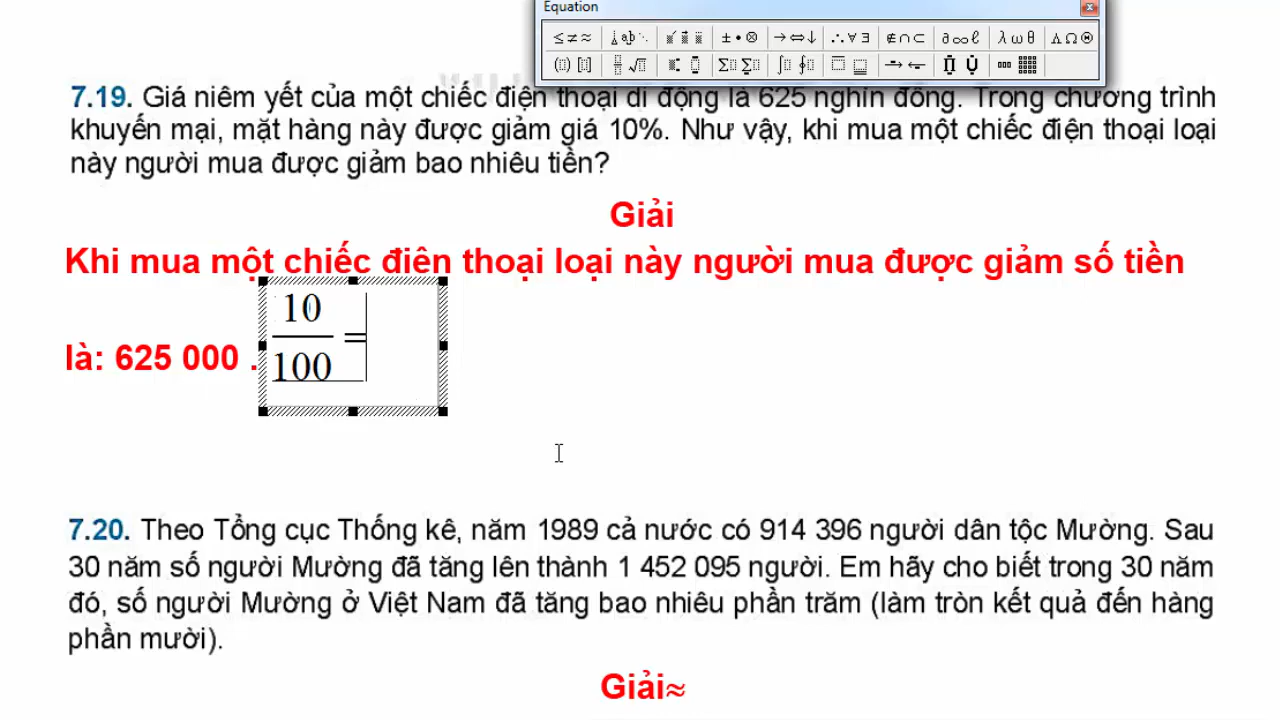 Equation
7.19. Giá niêm yết của một chiếc điện thoại di động là 625 nghìn đồng. Trong chương trình
khuyến mại, mặt hàng này được giảm giá 10%. Như vậy, khi mua một chiếc điện thoại loại
này người mua được giảm bao nhiêu tiền?
Giải
Khi mua một chiếc điên thoại loại này người mua được giảm số tiền
là: 625 000 . 10/100 =
7.20. Theo Tổng cục Thống kê, năm 1989 cả nước có 914 396 người dân tộc Mường. Sau
30 năm số người Mường đã tăng lên thành 1 452 095 người. Em hãy cho biết trong 30 năm
đó, số người Mường ở Việt Nam đã tăng bao nhiêu phần trăm (làm tròn kết quả đến hàng
phần mười).
Giải≈